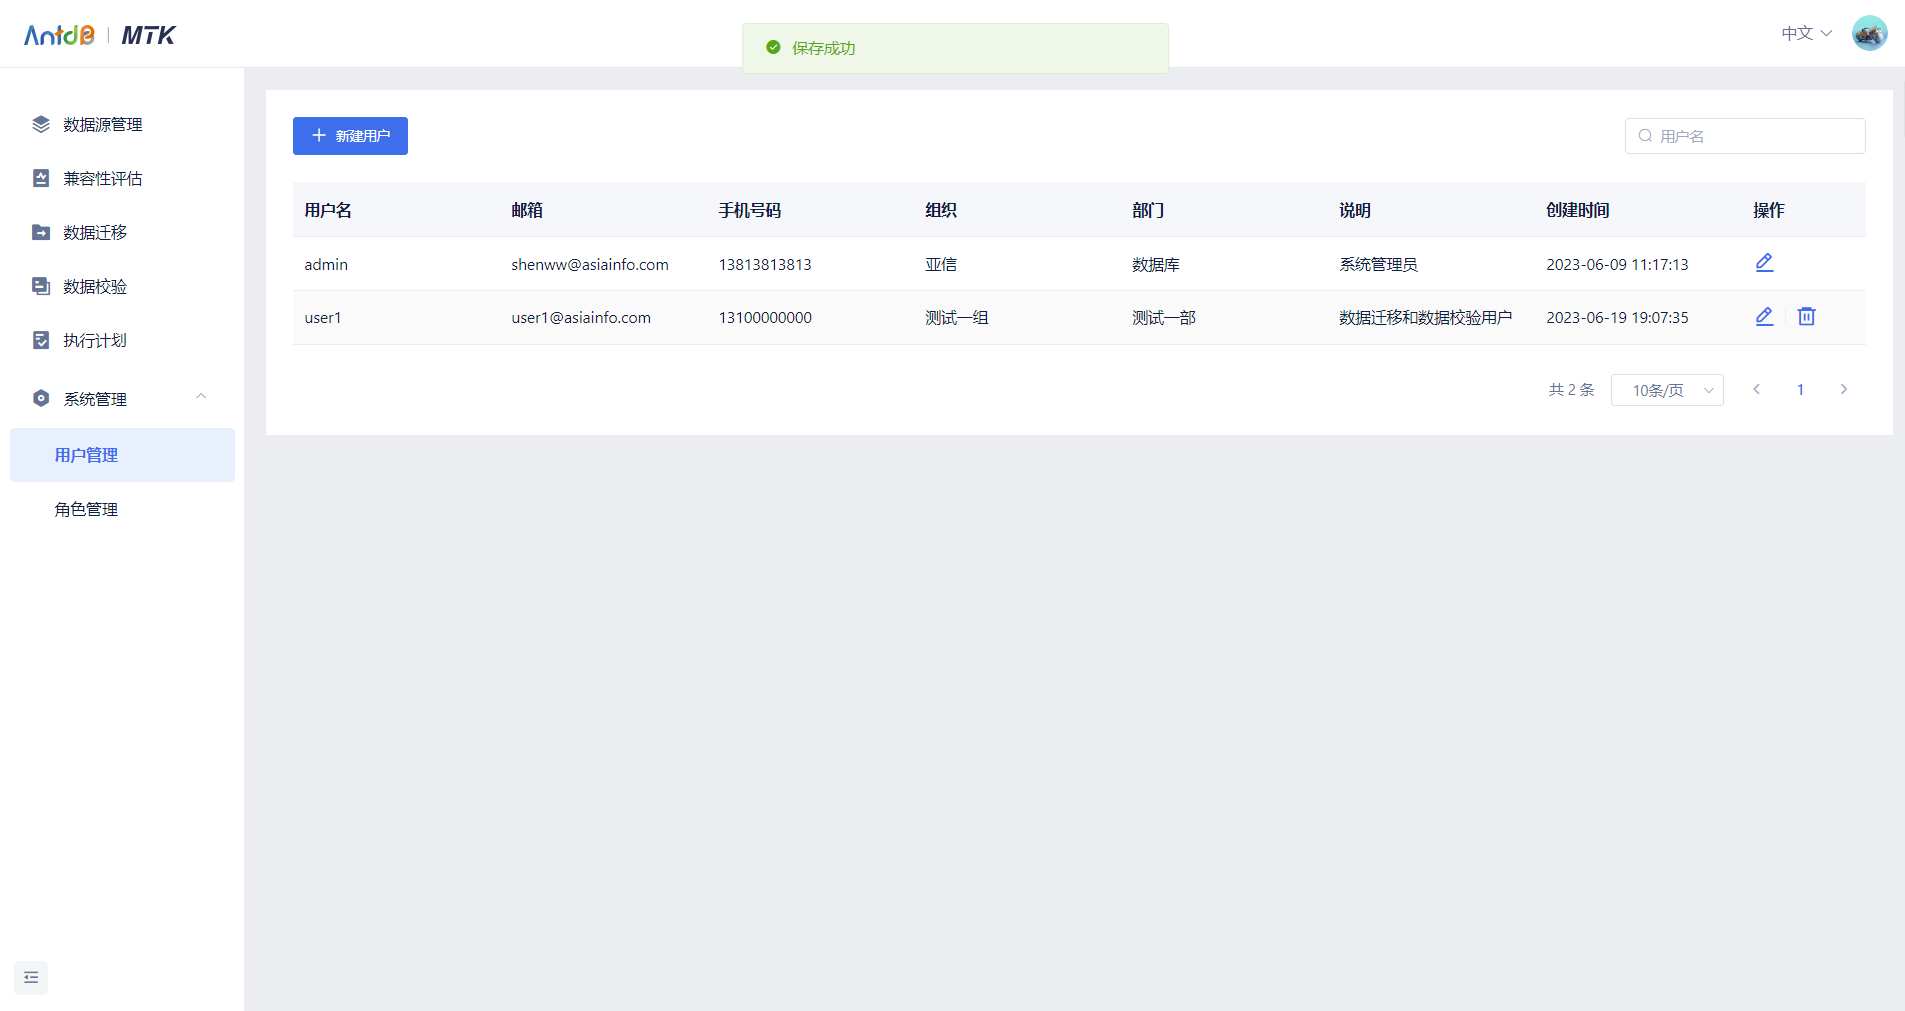 AntdB | MTK
保存成功
中文
数据源管理
兼容性评估
数据迁移
数据校验
执行计划
系统管理
用户管理
角色管理
新建用户
用户名
用户名 邮箱 手机号码 组织 部门 说明 创建时间 操作
admin shenww@asiainfo.com 13813813813 亚信 数据库 系统管理员 2023-06-09 11:17:13
user1 user1@asiainfo.com 13100000000 测试一组 测试一部 数据迁移和数据校验用户 2023-06-19 19:07:35
共 2 条 10条/页 1